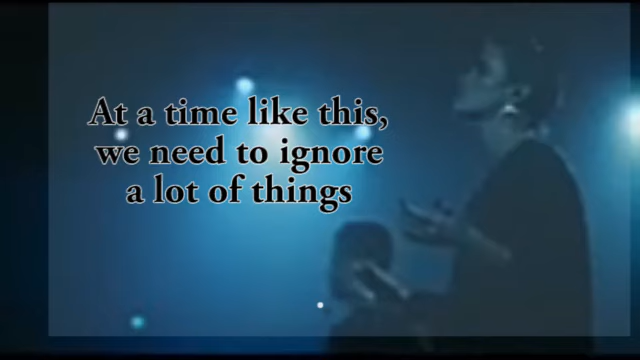 At a time like this,
we need to ignore
a lot of things